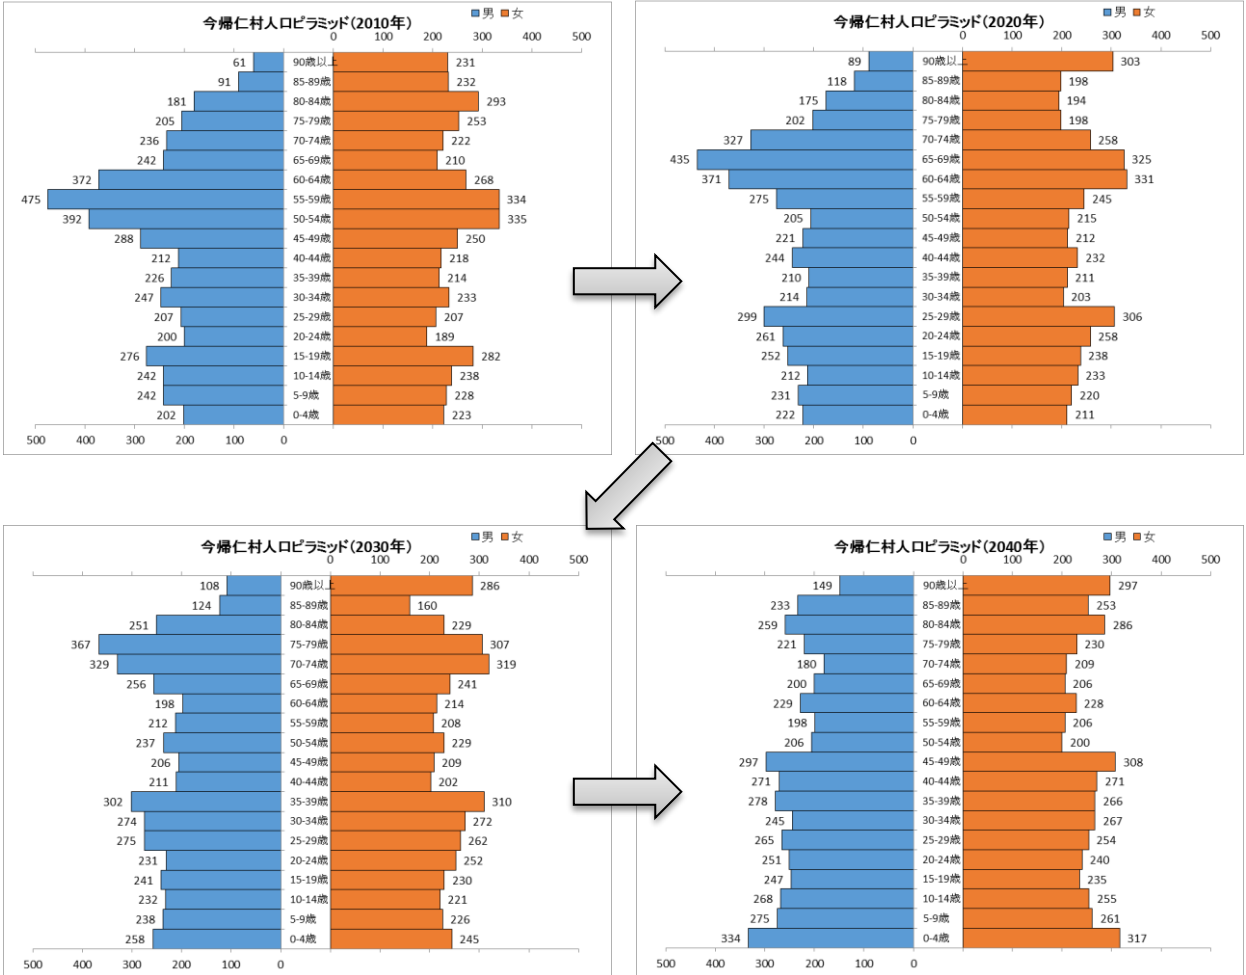 今帰仁村人口ピラミッド(2010年)
■男 ■女
0 100 200 300 400 500
61 90歳以上 231
91 85-89歳 232
181 80-84歳 293
205 75-79歳 253
236 70-74歳 222
242 65-69歳 210
372 60-64歳 268
475 55-59歳 334
392 50-54歳 335
288 45-49歳 250
212 40-44歳 218
226 35-39歳 214
247 30-34歳 233
207 25-29歳 207
200 20-24歳 189
276 15-19歳 282
242 10-14歳 238
242 5-9歳 228
202 0-4歳 223
500 400 300 200 100 0
今帰仁村人口ピラミッド(2020年)
■男 ■女
0 100 200 300 400 500
89 90歳以上 303
118 85-89歳 198
175 80-84歳 194
202 75-79歳 198
327 70-74歳 258
435 65-69歳 325
371 60-64歳 331
275 55-59歳 245
205 50-54歳 215
221 45-49歳 212
244 40-44歳 232
210 35-39歳 211
214 30-34歳 203
299 25-29歳 306
261 20-24歳 258
252 15-19歳 238
212 10-14歳 233
231 5-9歳 220
222 0-4歳 211
500 400 300 200 100 0
今帰仁村人口ピラミッド(2030年)
■男 ■女
0 100 200 300 400 500
108 90歳以上 286
124 85-89歳 160
251 80-84歳 229
367 75-79歳 307
329 70-74歳 319
256 65-69歳 241
198 60-64歳 214
212 55-59歳 208
237 50-54歳 229
206 45-49歳 209
211 40-44歳 202
302 35-39歳 310
274 30-34歳 272
275 25-29歳 262
231 20-24歳 252
241 15-19歳 230
232 10-14歳 221
238 5-9歳 226
258 0-4歳 245
500 400 300 200 100 0
今帰仁村人口ピラミッド(2040年)
■男 ■女
0 100 200 300 400 500
149 90歳以上 297
233 85-89歳 253
259 80-84歳 286
221 75-79歳 230
180 70-74歳 209
200 65-69歳 206
229 60-64歳 228
198 55-59歳 206
206 50-54歳 200
297 45-49歳 308
271 40-44歳 271
278 35-39歳 266
245 30-34歳 267
265 25-29歳 254
251 20-24歳 240
247 15-19歳 235
268 10-14歳 255
275 5-9歳 261
334 0-4歳 317
500 400 300 200 100 0